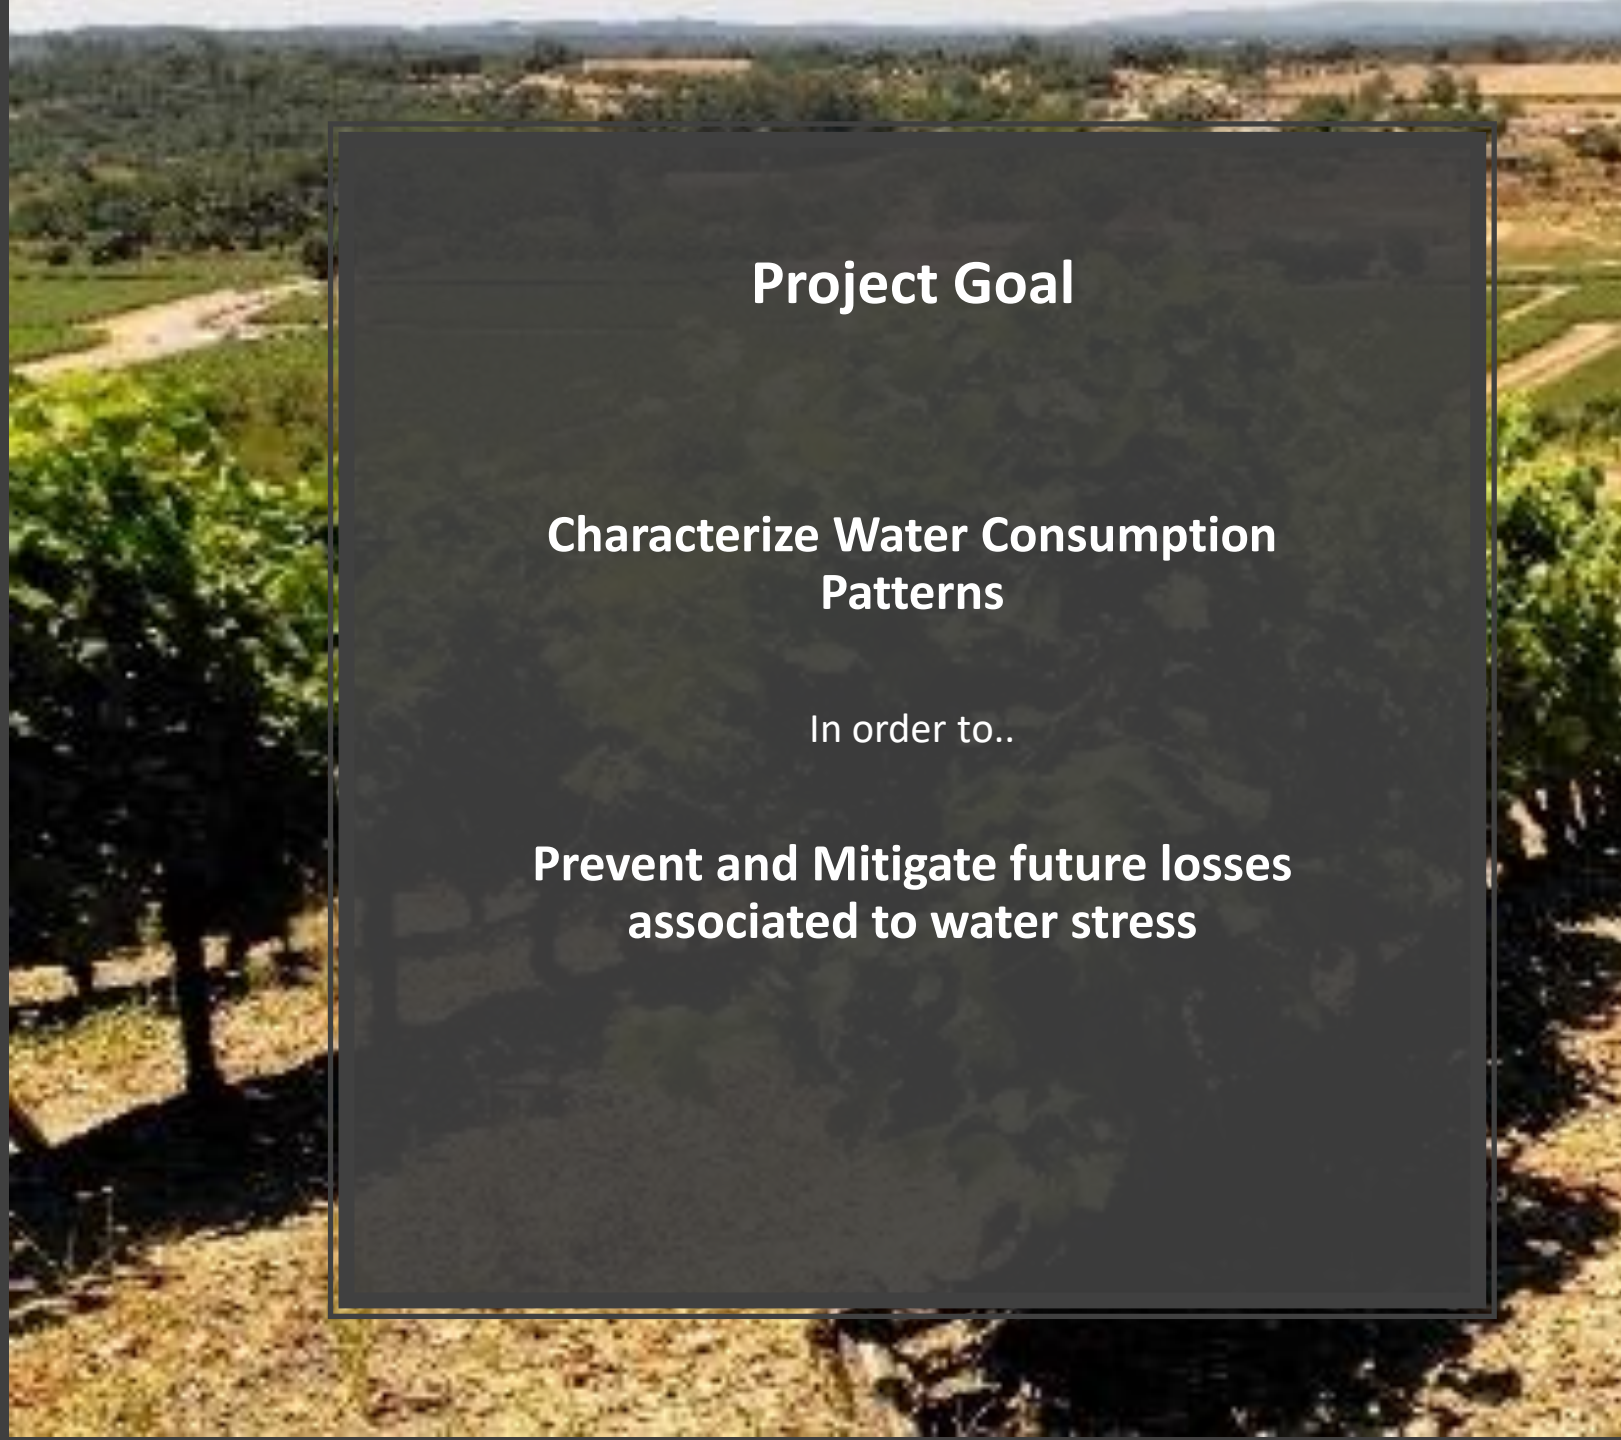 Project Goal
Characterize Water Consumption
Patterns
In order to..
Prevent and Mitigate future losses
associated to water stress